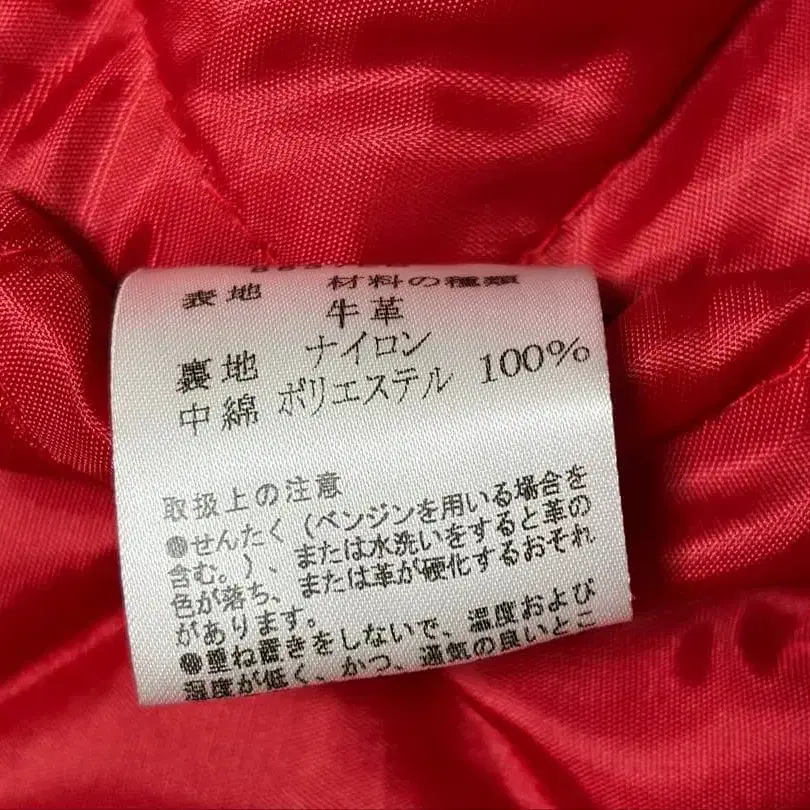 表地 材料の種類
牛革
裏地 ナイロン
中綿 ポリエステル 100%
取扱上の注意
●せんたく（ベンジンを用いる場合を
含む。）、または水洗いをすると革の
色が落ち、または革が硬化するおそれ
があります。
●重ね置きをしないで、温度および
湿度が低く、かつ、通気の良いとこ